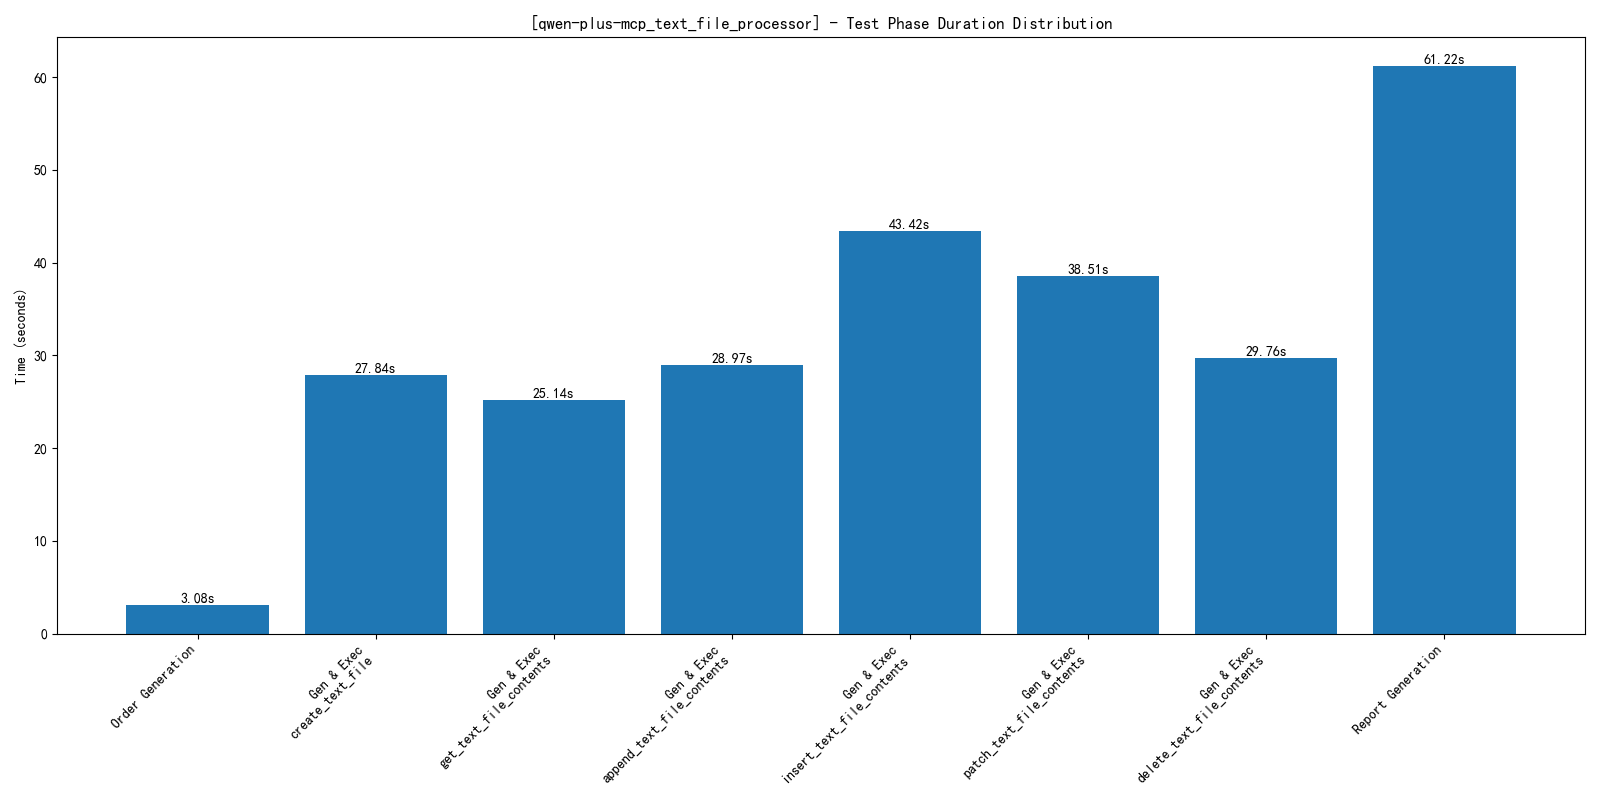 [qwen-plus-mcp_text_file_processor] - Test Phase Duration Distribution
Time (seconds)
60
50
40
30
20
10
0
3.08s
27.84s
25.14s
28.97s
43.42s
38.51s
29.76s
61.22s
Order Generation
Gen & Exec
create_text_file
Gen & Exec
get_text_file_contents
Gen & Exec
append_text_file_contents
Gen & Exec
insert_text_file_contents
Gen & Exec
patch_text_file_contents
Gen & Exec
delete_text_file_contents
Report Generation